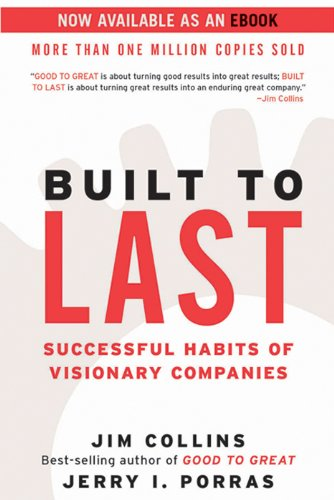 NOW AVAILABLE AS AN EBOOK
MORE THAN ONE MILLION COPIES SOLD
"GOOD TO GREAT is about turning good results into great results; BUILT
TO LAST is about turning great results into an enduring great company."
—Jim Collins
BUILT TO
LAST
SUCCESSFUL HABITS OF
VISIONARY COMPANIES
JIM COLLINS
Best-selling author of GOOD TO GREAT
JERRY I. PORRAS